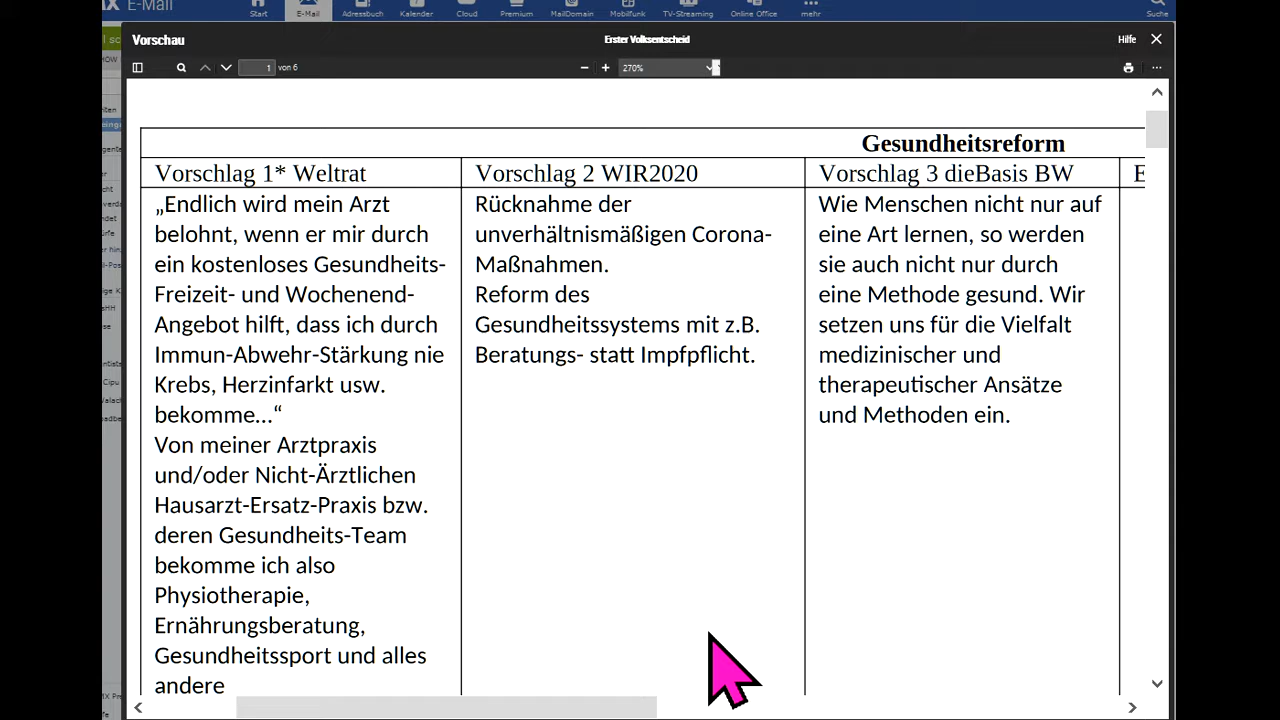 E-Mail
Start E-Mail Adressbuch Kalender Cloud Premium MailDomain Mobilfunk TV-Streaming Online Office mehr Suche
Vorschau Erster Volksentscheid Hilfe
1 von 6 270%
Gesundheitsreform
Vorschlag 1* Weltrat
„Endlich wird mein Arzt
belohnt, wenn er mir durch
ein kostenloses Gesundheits-
Freizeit- und Wochenend-
Angebot hilft, dass ich durch
Immun-Abwehr-Stärkung nie
Krebs, Herzinfarkt usw.
bekomme...“
Von meiner Arztpraxis
und/oder Nicht-Ärztlichen
Hausarzt-Ersatz-Praxis bzw.
deren Gesundheits-Team
bekomme ich also
Physiotherapie,
Ernährungsberatung,
Gesundheitssport und alles
andere
Vorschlag 2 WIR2020
Rücknahme der
unverhältnismäßigen Corona-
Maßnahmen.
Reform des
Gesundheitssystems mit z.B.
Beratungs- statt Impfpflicht.
Vorschlag 3 dieBasis BW
Wie Menschen nicht nur auf
eine Art lernen, so werden
sie auch nicht nur durch
eine Methode gesund. Wir
setzen uns für die Vielfalt
medizinischer und
therapeutischer Ansätze
und Methoden ein.
E